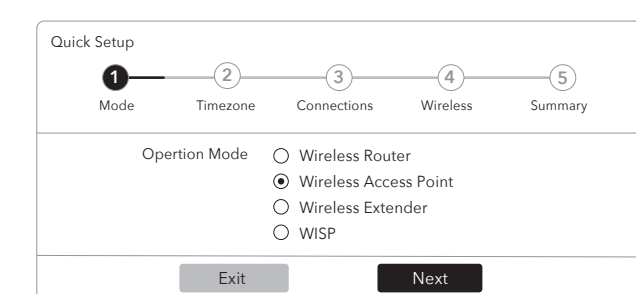 Quick Setup
1 2 3 4 5
Mode Timezone Connections Wireless Summary
Opertion Mode Wireless Router
Wireless Access Point
Wireless Extender
WISP
Exit Next